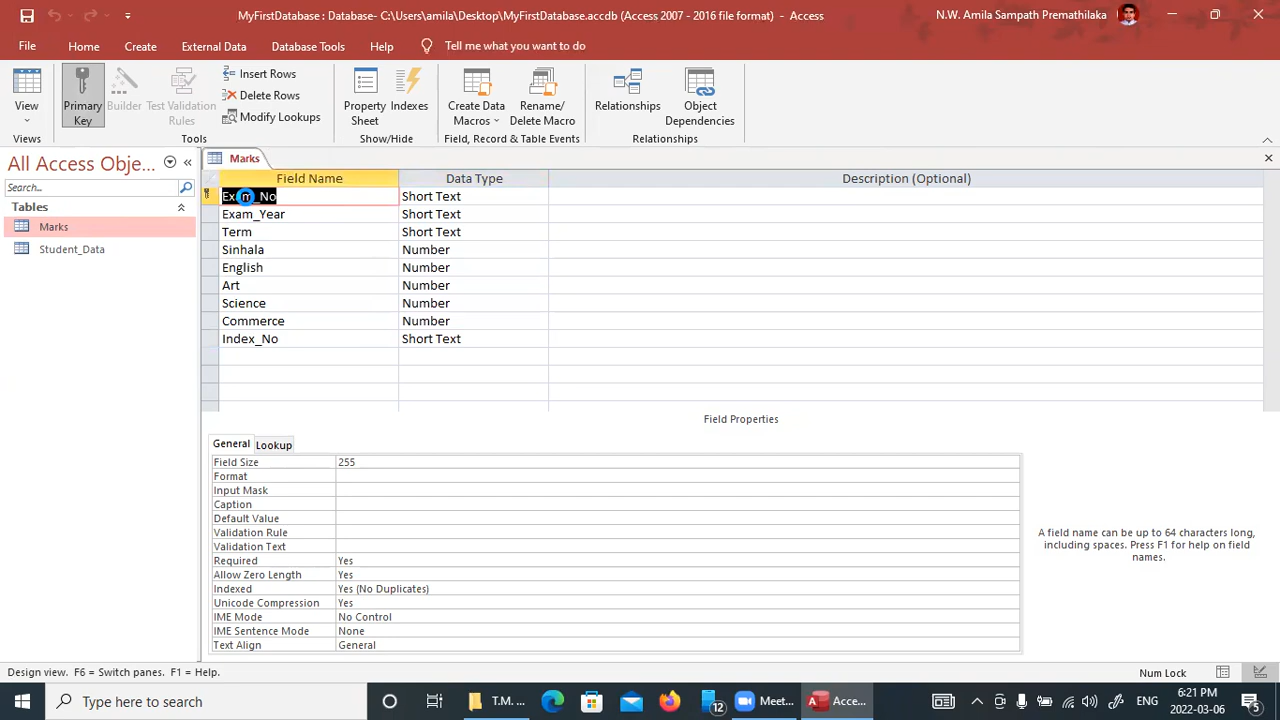 MyFirstDatabase : Database- C:\Users\amila\Desktop\MyFirstDatabase.accdb (Access 2007 - 2016 file format) - Access
N.W. Amila Sampath Premathilaka
File Home Create External Data Database Tools Help Tell me what you want to do
View
Primary Key
Builder
Test Validation Rules
Insert Rows
Delete Rows
Modify Columns
Property Sheet
Indexes
Create Data Macros
Rename/ Delete Macro
Relationships
Object Dependencies
Views Tools Show/Hide Field, Record & Table Events Relationships
All Access Obje...
Search...
Tables
Marks
Student_Data
Marks
Field Name Data Type Description (Optional)
Exam_No Short Text
Exam_Year Short Text
Term Short Text
Sinhala Number
English Number
Art Number
Science Number
Commerce Number
Index_No Short Text
Field Properties
General Lookup
Field Size 255
Format
Input Mask
Caption
Default Value
Validation Rule
Validation Text
Required Yes
Allow Zero Length Yes
Indexed Yes (No Duplicates)
Unicode Compression Yes
IME Mode No Control
IME Sentence Mode None
Text Align General
A field name can be up to 64 characters long,
including spaces. Press F1 for help on field
names.
Design view. F6 = Switch panes. F1 = Help.
Num Lock
Type here to search
T.M. ...
12
Meet...
Acce...
ENG
6:21 PM
2022-03-06
5